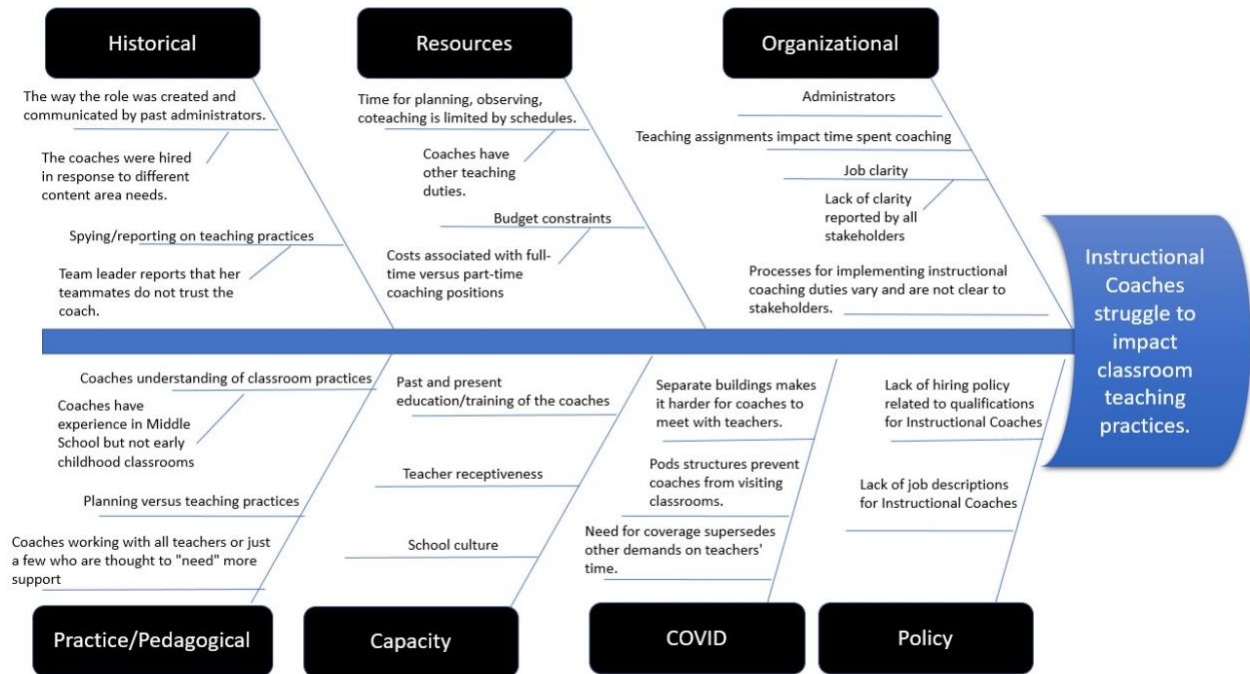 Historical
The way the role was created and
communicated by past administrators.
The coaches were hired
in response to different
content area needs.
Spying/reporting on teaching practices
Team leader reports that her
teammates do not trust the
coach.
Resources
Time for planning, observing,
coteaching is limited by schedules.
Coaches have
other teaching
duties.
Budget constraints
Costs associated with full-
time versus part-time
coaching positions
Organizational
Administrators
Teaching assignments impact time spent coaching
Job clarity
Lack of clarity
reported by all
stakeholders
Processes for implementing instructional
coaching duties vary and are not clear to
stakeholders.
Instructional
Coaches
struggle to
impact
classroom
teaching
practices.
Coaches understanding of classroom practices
Coaches have
experience in Middle
School but not early
childhood classrooms
Planning versus teaching practices
Coaches working with all teachers or just
a few who are thought to "need" more
support
Practice/Pedagogical
Past and present
education/training of the coaches
Teacher receptiveness
School culture
Capacity
Separate buildings makes
it harder for coaches to
meet with teachers.
Pods structures prevent
coaches from visiting
classrooms.
Need for coverage supersedes
other demands on teachers'
time.
COVID
Lack of hiring policy
related to qualifications
for Instructional Coaches
Lack of job descriptions
for Instructional Coaches
Policy